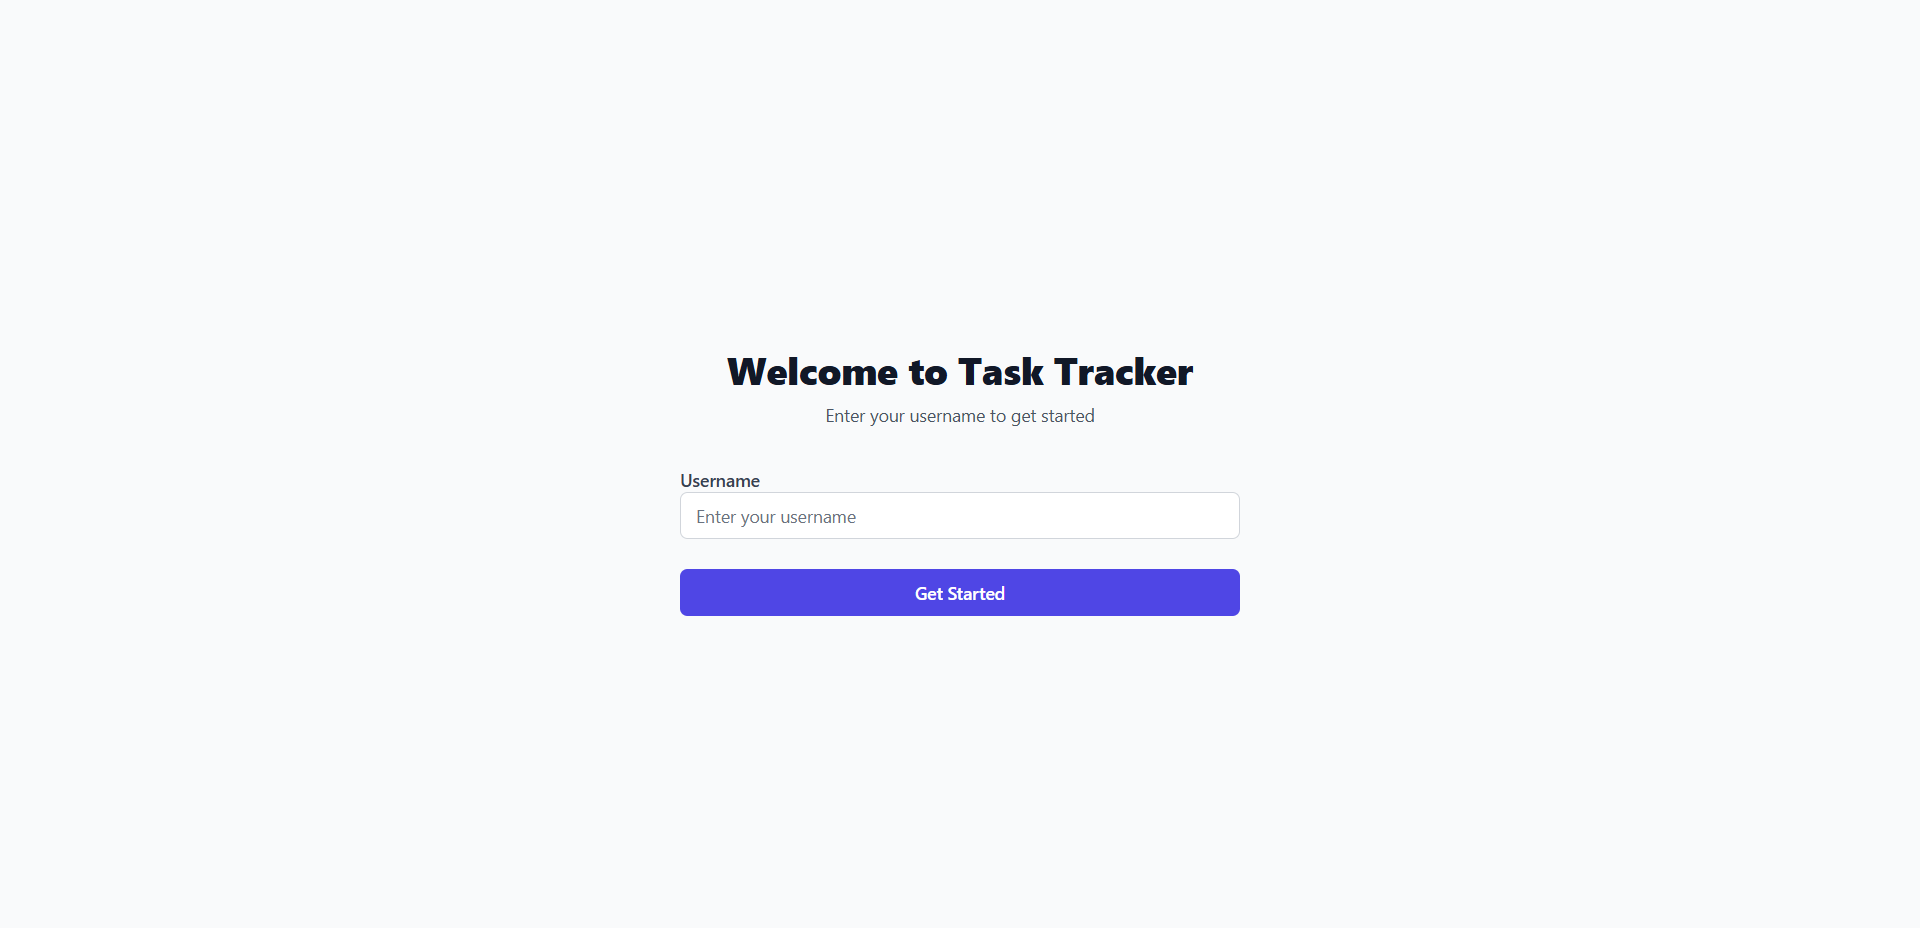 Welcome to Task Tracker
Enter your username to get started
Username
Enter your username
Get Started